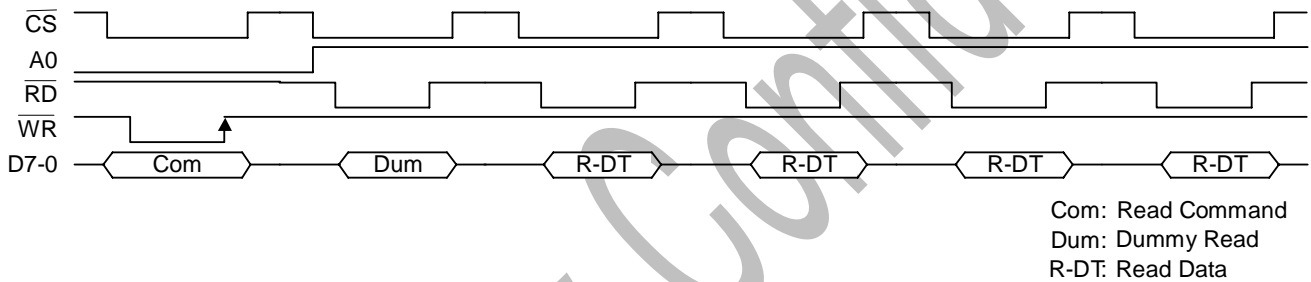 CS
A0
RD
WR
D7-0 Com Dum R-DT R-DT R-DT R-DT
Com: Read Command
Dum: Dummy Read
R-DT: Read Data